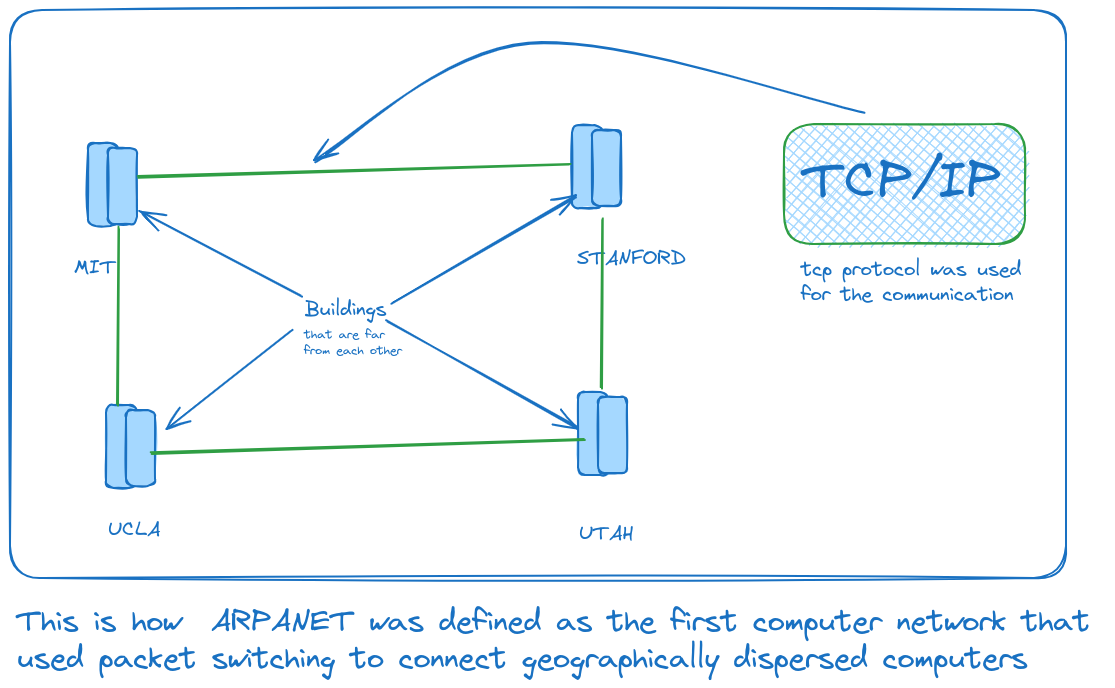 TCP/IP
MIT
STANFORD
tcp protocol was used
for the communication
Buildings
that are far
from each other
UCLA
UTAH
This is how ARPANET was defined as the first computer network that
used packet switching to connect geographically dispersed computers